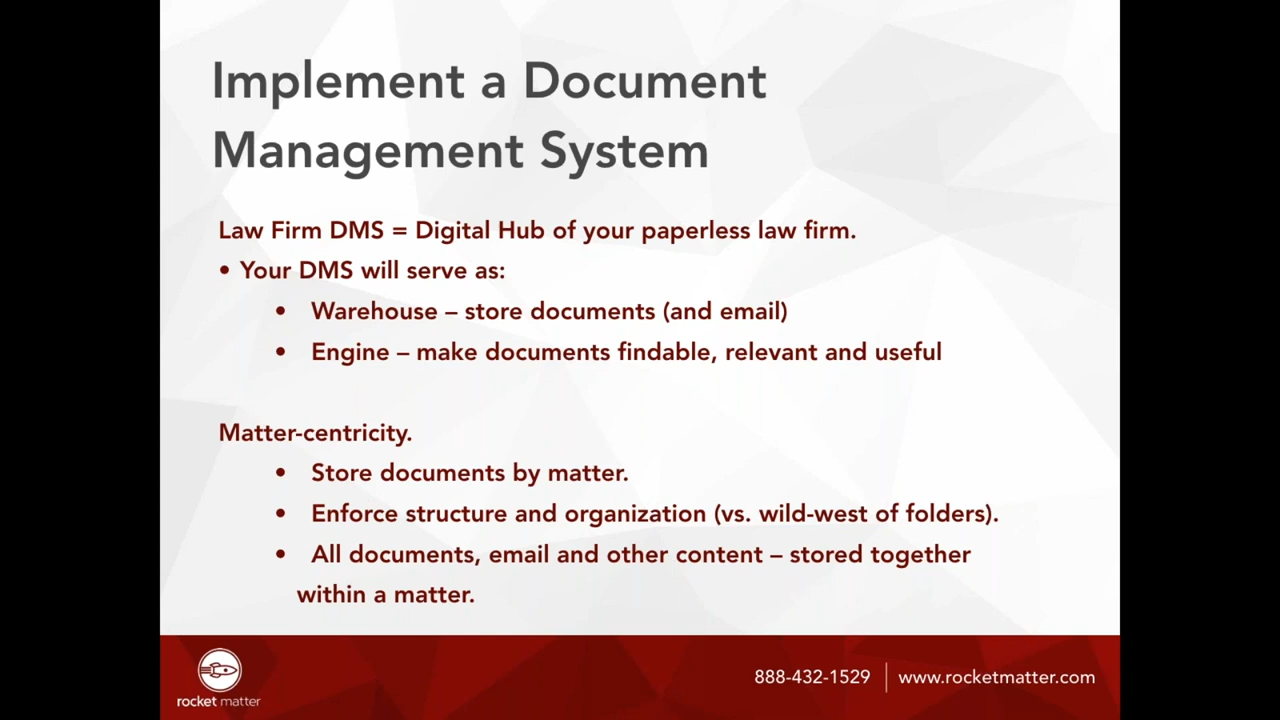 Implement a Document
Management System
Law Firm DMS = Digital Hub of your paperless law firm.
• Your DMS will serve as:
• Warehouse – store documents (and email)
• Engine – make documents findable, relevant and useful
Matter-centricity.
• Store documents by matter.
• Enforce structure and organization (vs. wild-west of folders).
• All documents, email and other content – stored together
within a matter.
rocket matter
888-432-1529 | www.rocketmatter.com